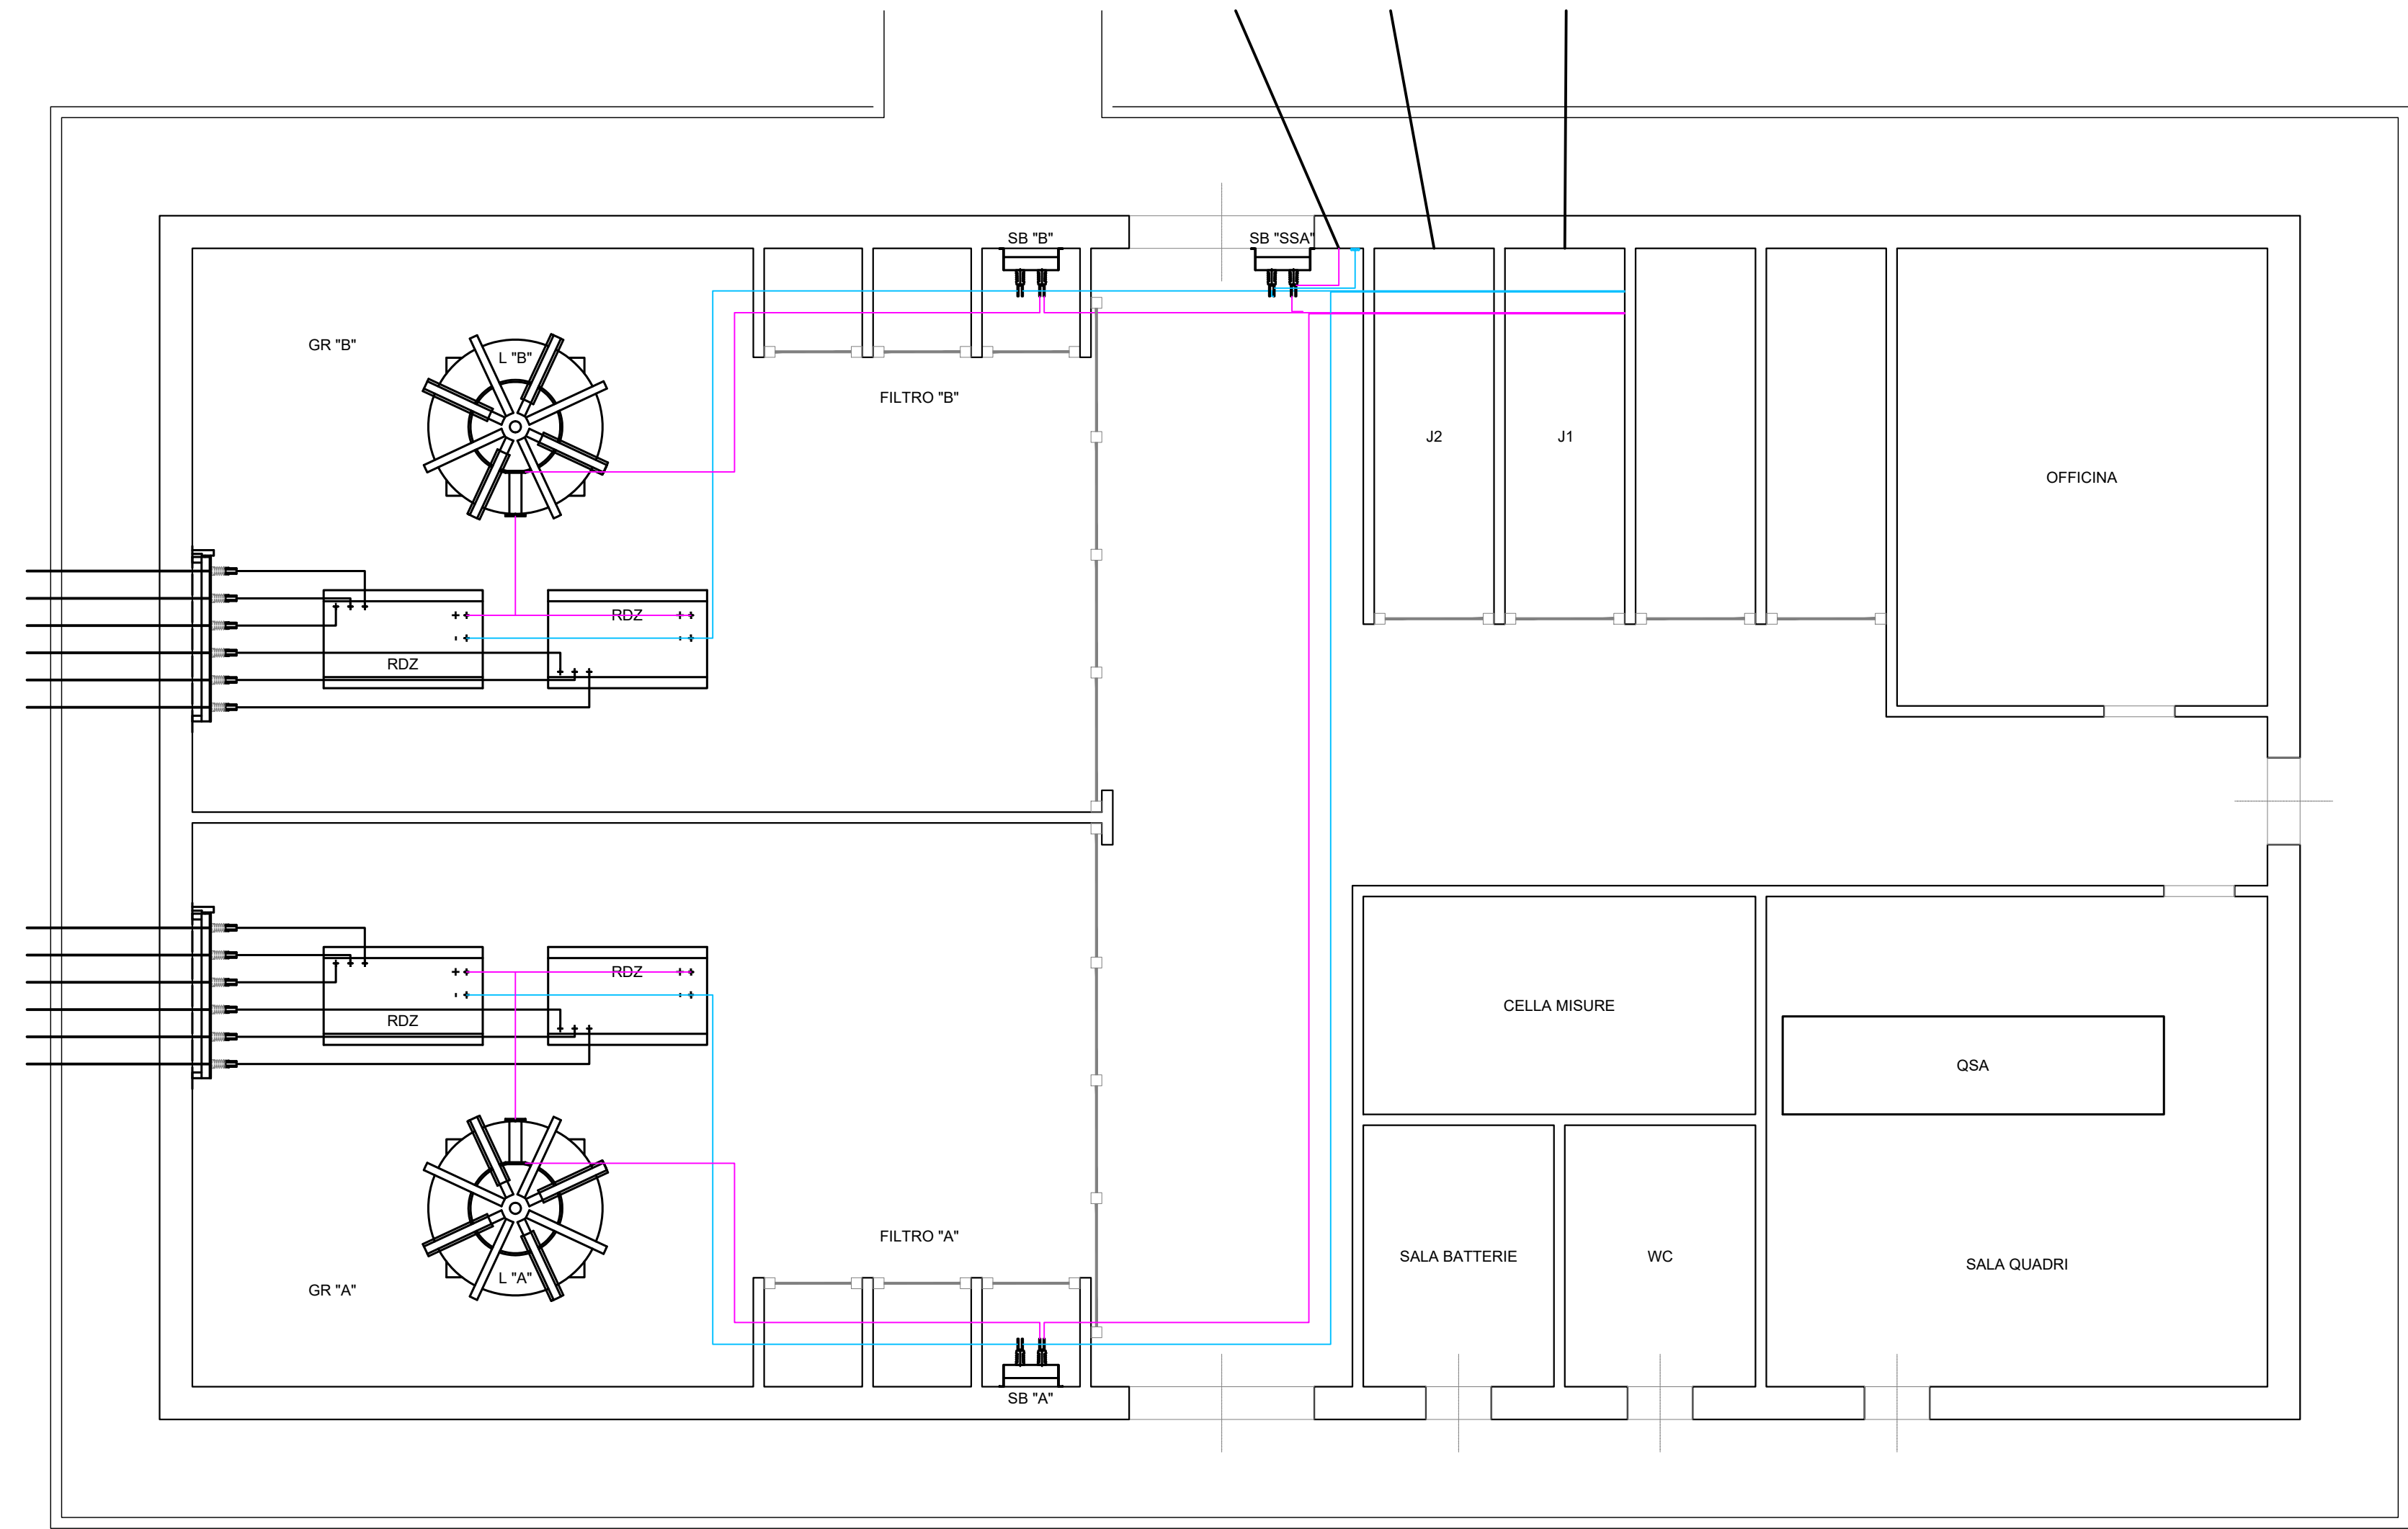 SB "B"
SB "SSA"
GR "B"
L "B"
FILTRO "B"
J2
J1
OFFICINA
RDZ
RDZ
+ +
+ +
- +
- +
RDZ
RDZ
+ +
+ +
- +
- +
CELLA MISURE
QSA
FILTRO "A"
SALA BATTERIE
WC
SALA QUADRI
L "A"
GR "A"
SB "A"